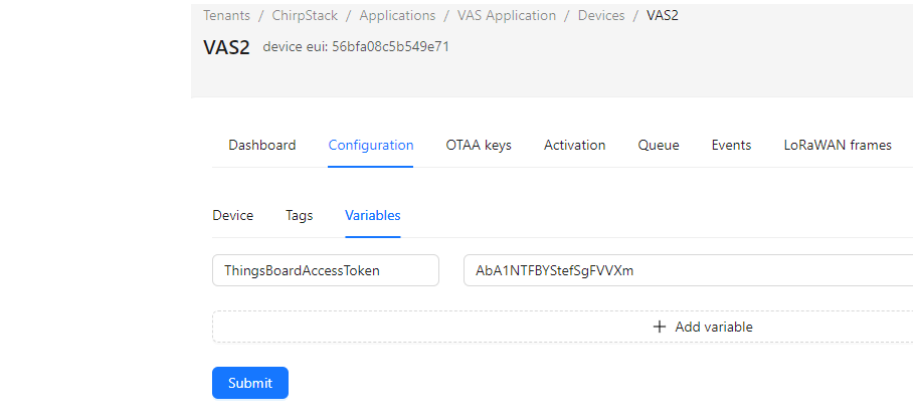 Tenants / ChirpStack / Applications / VAS Application / Devices / VAS2
VAS2 device eui: 56bfa08c5b549e71
Dashboard Configuration OTAA keys Activation Queue Events LoRaWAN frames
Device Tags Variables
ThingsBoardAccessToken AbA1NTFBYStefSgFVVXm
+ Add variable
Submit